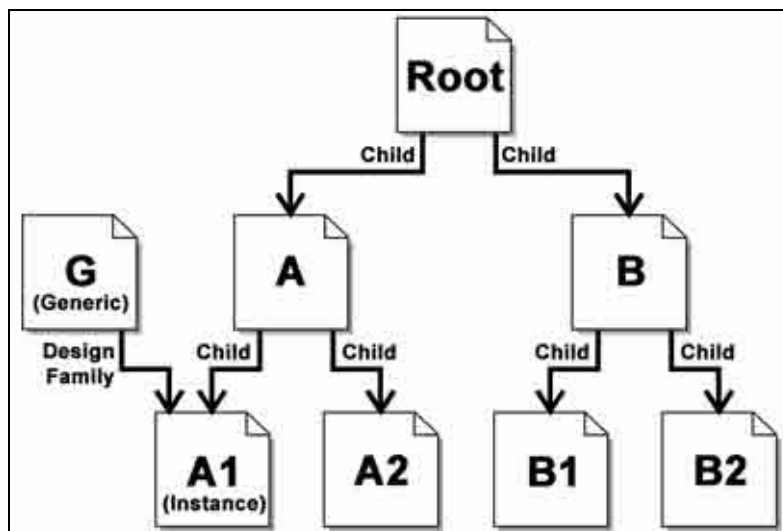 Root
Child
Child
G
(Generic)
A
B
Design
Family
Child
Child
Child
Child
A1
(Instance)
A2
B1
B2